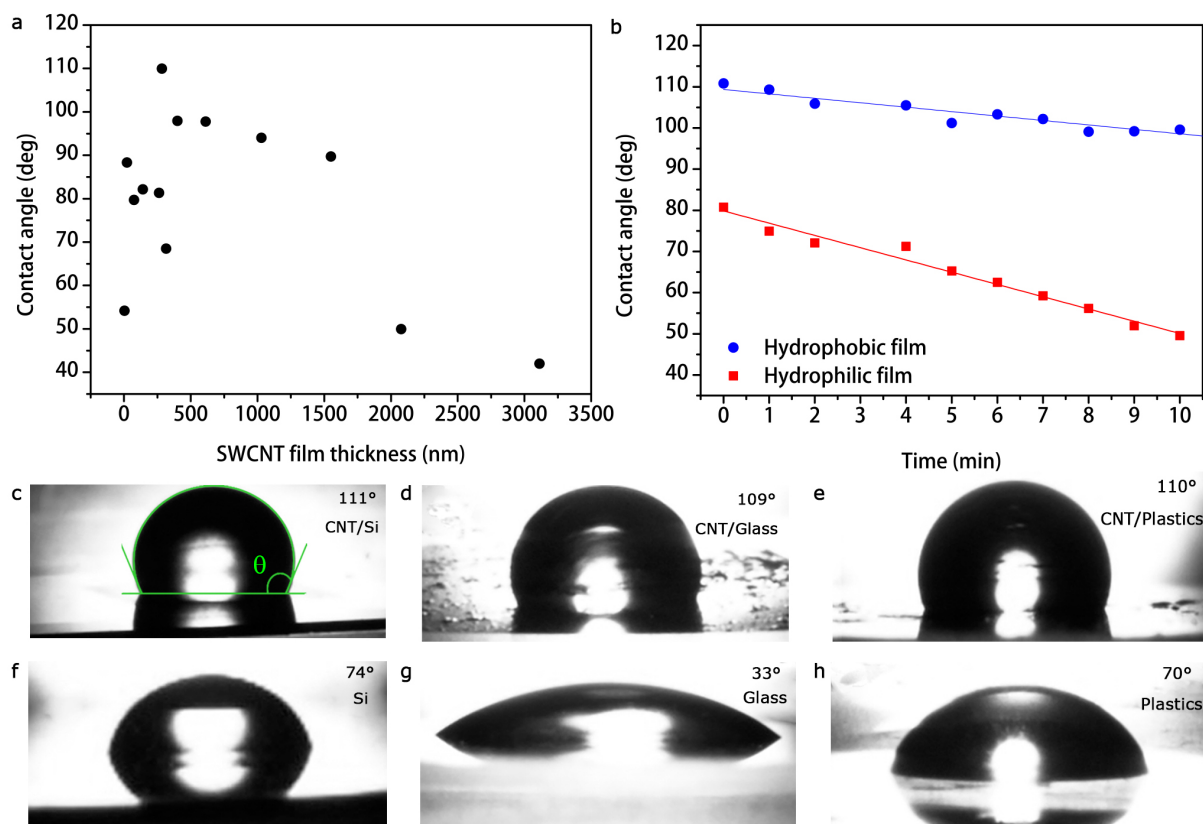 a
120
110
100
90
80
70
60
50
40
Contact angle (deg)
0
500
1000
1500
2000
2500
3000
3500
SWCNT film thickness (nm)
b
120
110
100
90
80
70
60
50
40
Contact angle (deg)
Hydrophobic film
Hydrophilic film
0
1
2
3
4
5
6
7
8
9
10
Time (min)
c
111°
CNT/Si
θ
d
109°
CNT/Glass
e
110°
CNT/Plastics
f
74°
Si
g
33°
Glass
h
70°
Plastics